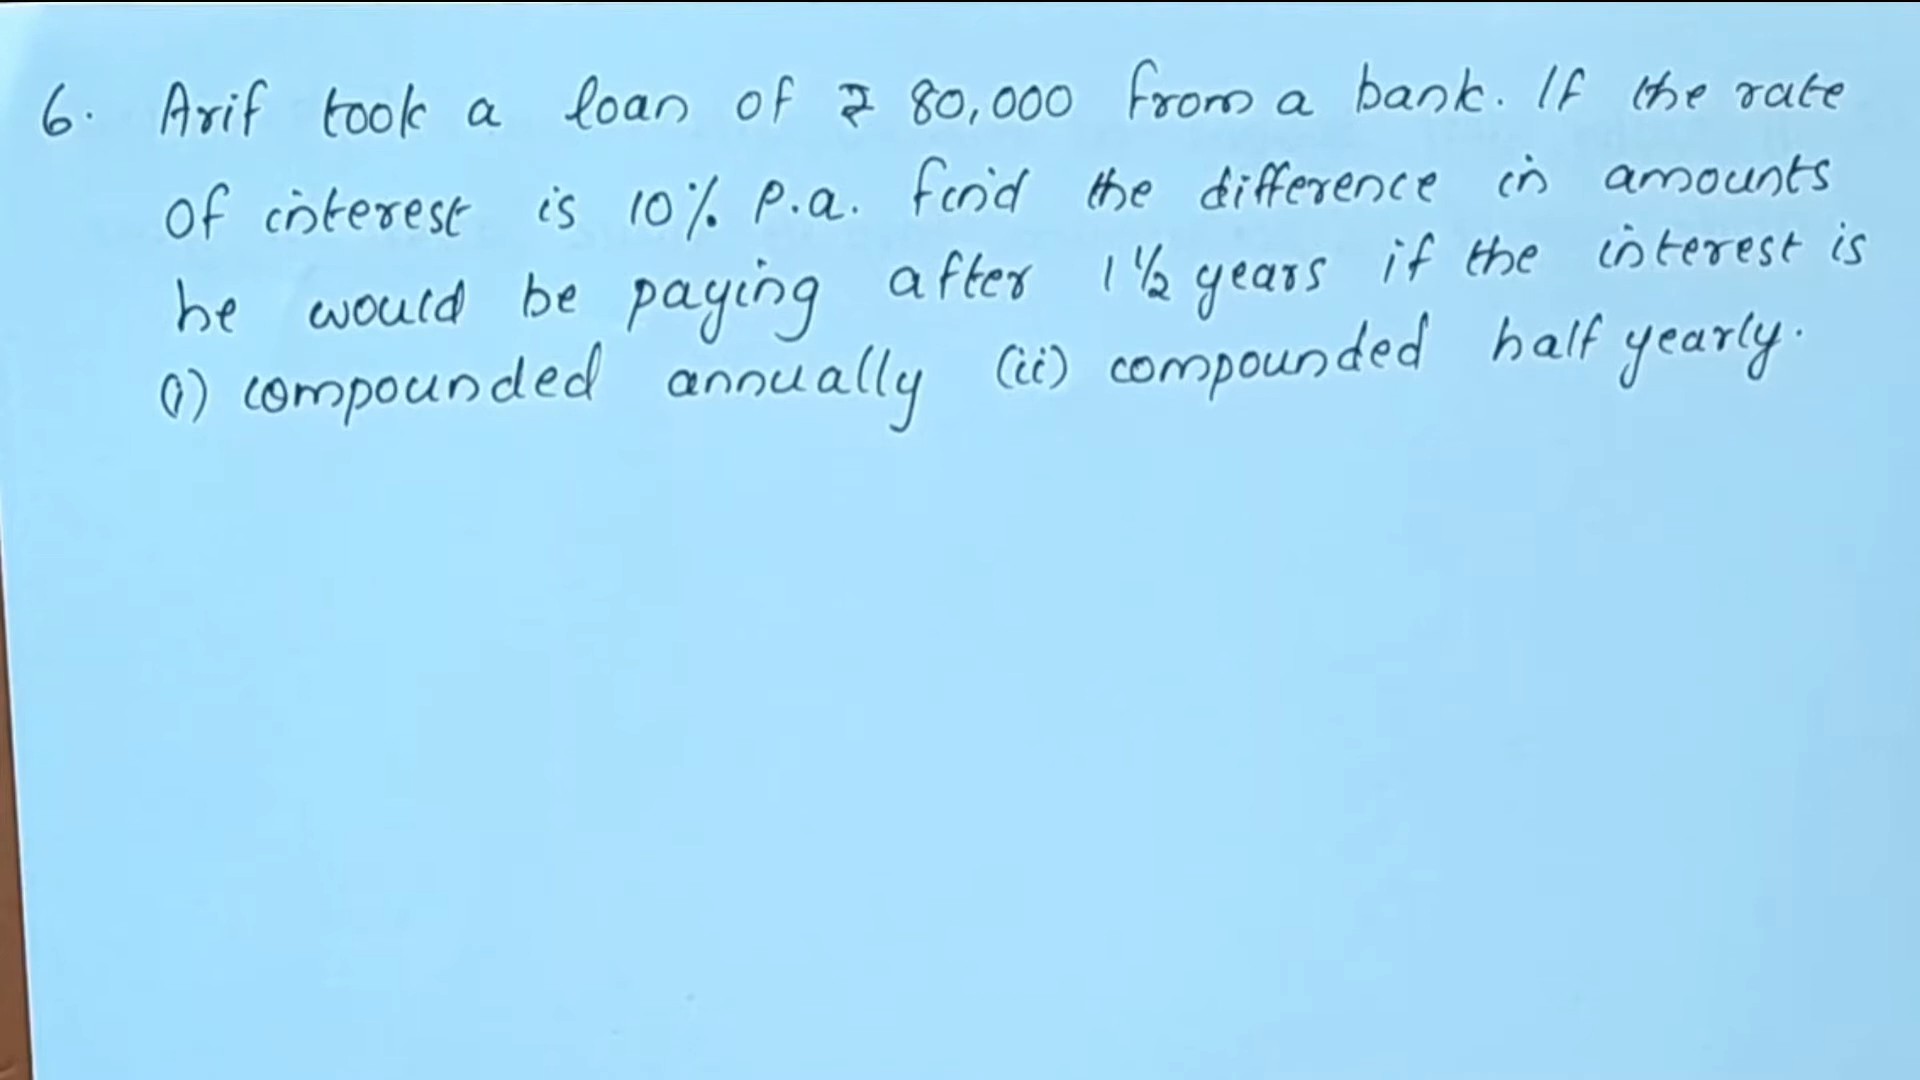 6. Arif took a loan of ₹ 80,000 from a bank. If the rate
of interest is 10% p.a. find the difference in amounts
he would be paying after 1 1/2 years if the interest is
(i) compounded annually (ii) compounded half yearly.